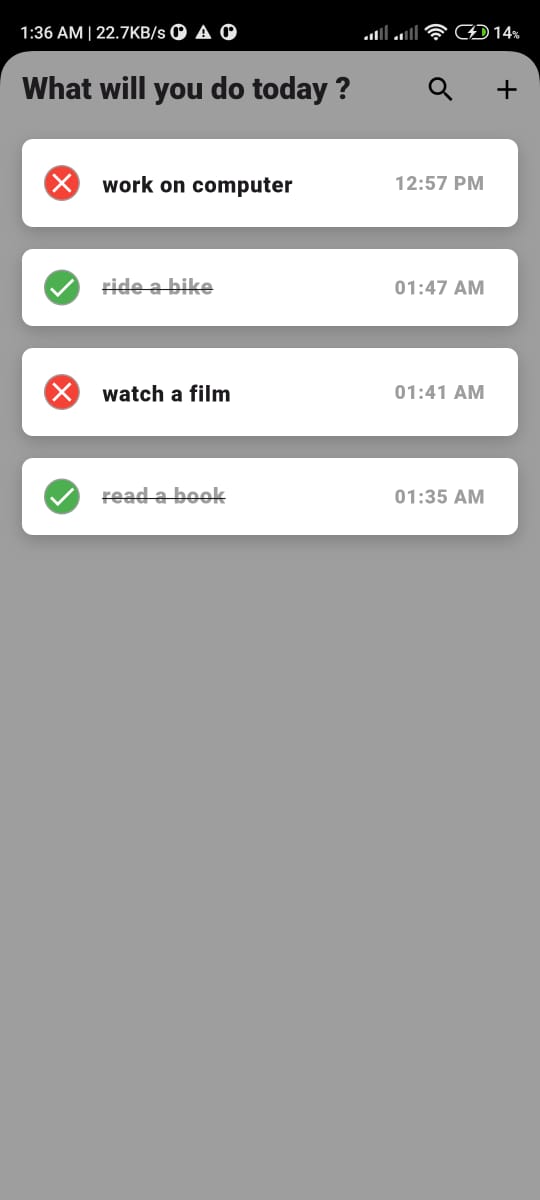 1:36 AM | 22.7KB/s 14%
What will you do today ?
work on computer 12:57 PM
ride a bike 01:47 AM
watch a film 01:41 AM
read a book 01:35 AM